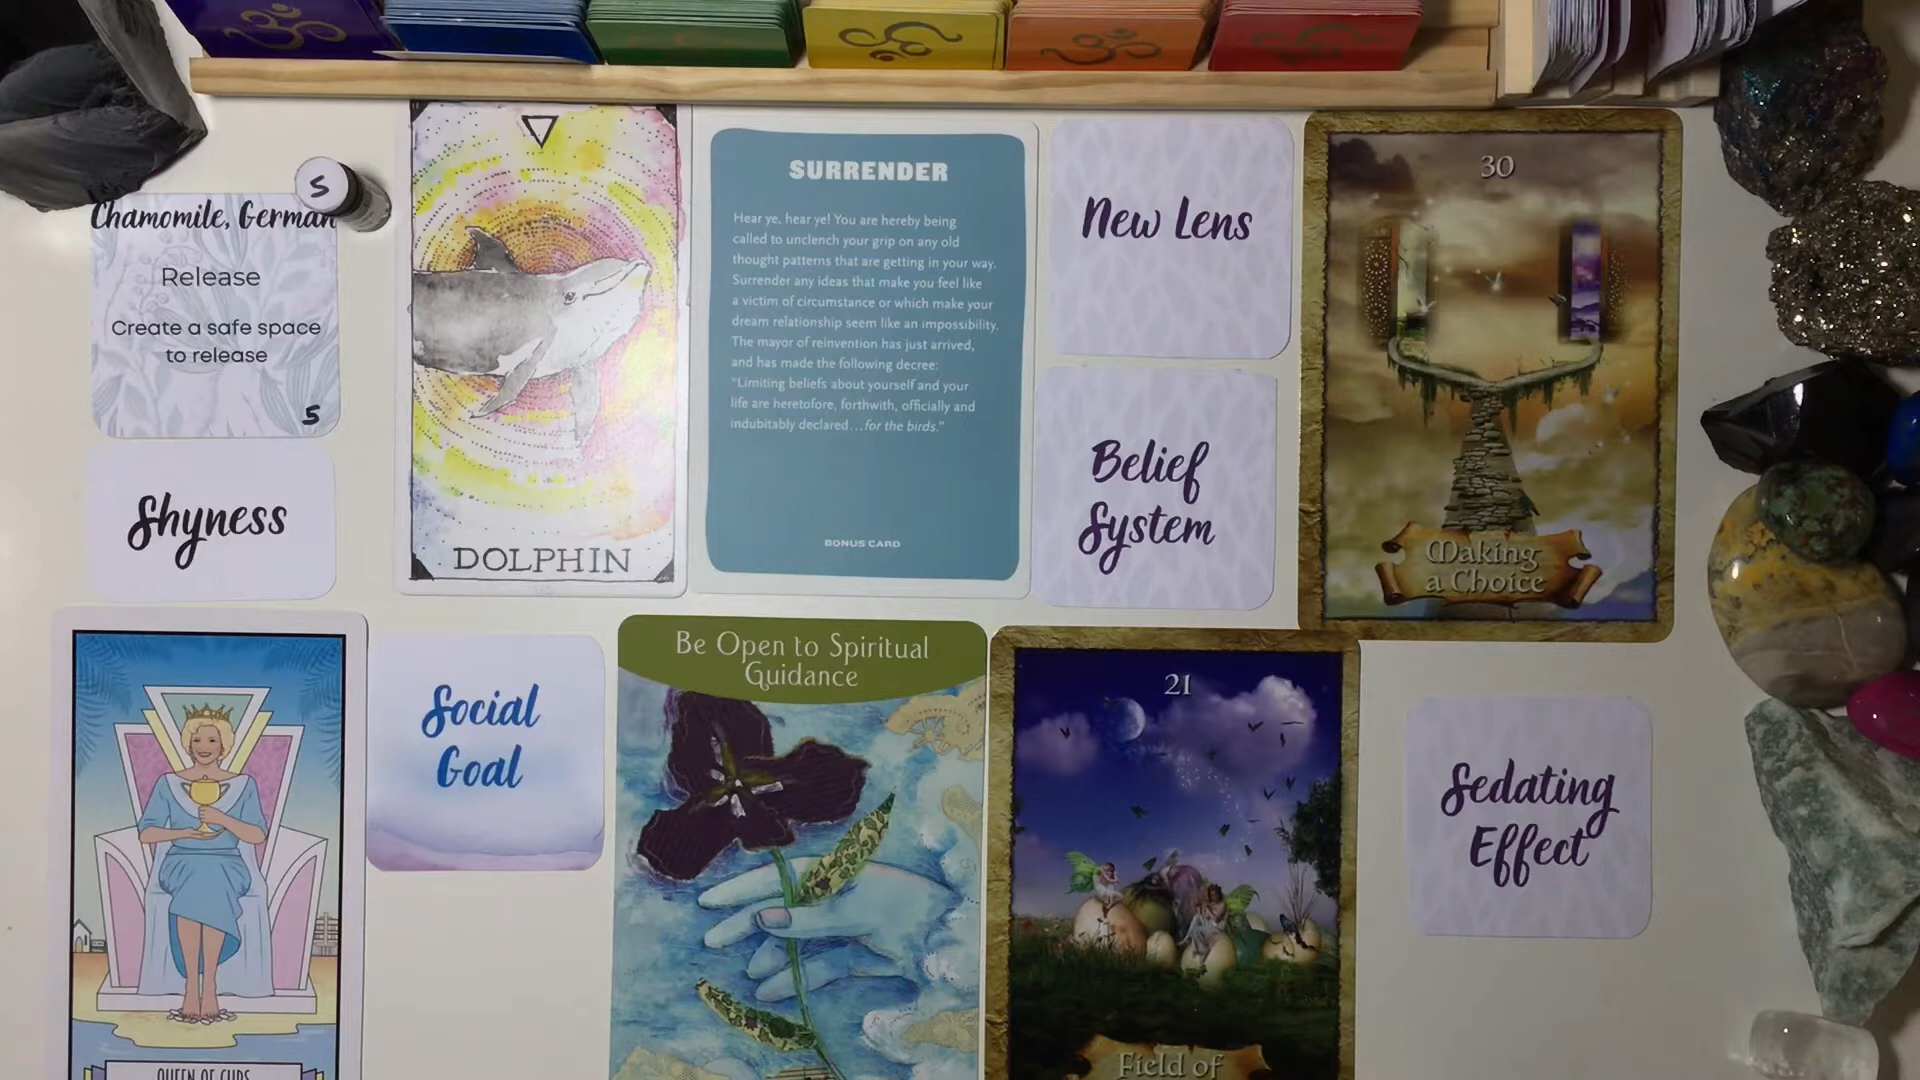 S
Chamomile, German
Release
Create a safe space
to release
5
Shyness
DOLPHIN
SURRENDER
Hear ye, hear ye! You are hereby being
called to unclench your grip on any old
thought patterns that are getting in your way.
Surrender any ideas that make you feel like
a victim of circumstance or which make your
dream relationship seem like an impossibility.
The mayor of reinvention has just arrived,
and has made the following decree:
"Limiting beliefs about yourself and your
life are heretofore, forthwith, officially and
indubitably declared...for the birds."
BONUS CARD
New Lens
Belief
System
30
Making
a Choice
QUEEN OF CUPS
Social
Goal
Be Open to Spiritual
Guidance
21
Field of
Sedating
Effect